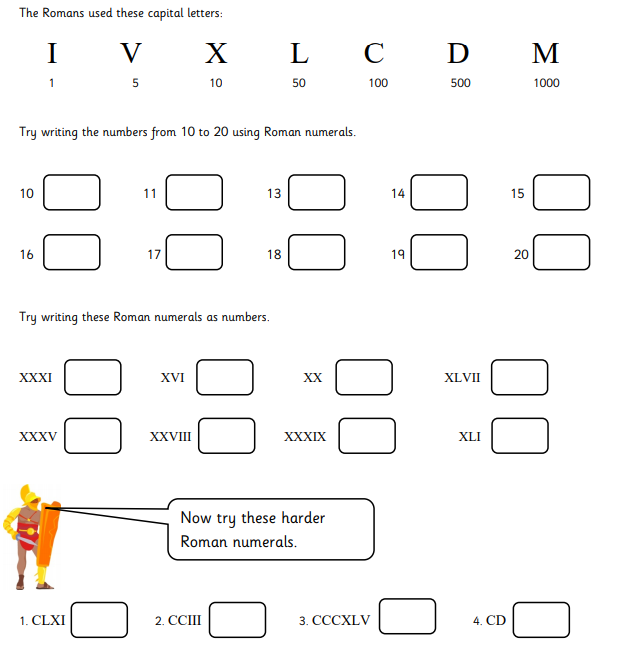 The Romans used these capital letters:
I V X L C D M
1 5 10 50 100 500 1000
Try writing the numbers from 10 to 20 using Roman numerals.
10 11 13 14 15
16 17 18 19 20
Try writing these Roman numerals as numbers.
XXXI XVI XX XLVII
XXXV XXVIII XXXIX XLI
Now try these harder
Roman numerals.
1. CLXI 2. CCIII 3. CCCXLV 4. CD